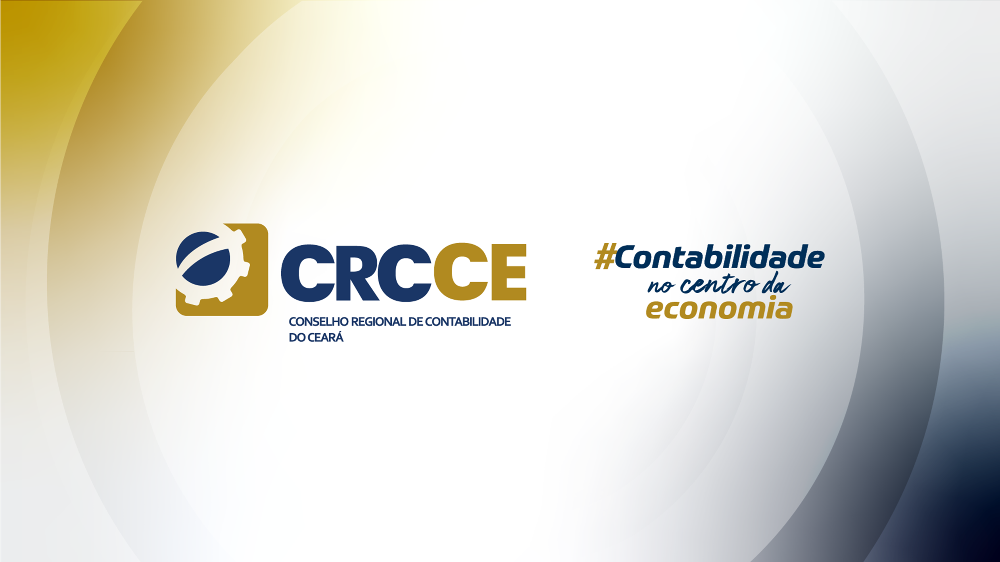 CRCCE
CONSELHO REGIONAL DE CONTABILIDADE
DO CEARÁ
#Contabilidade
no centro da
economia